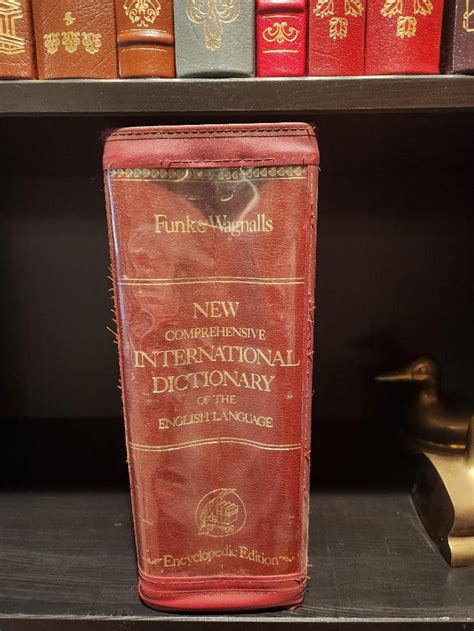 Funk & Wagnalls
NEW
COMPREHENSIVE
INTERNATIONAL
DICTIONARY
OF THE
ENGLISH LANGUAGE
Encyclopedic Edition